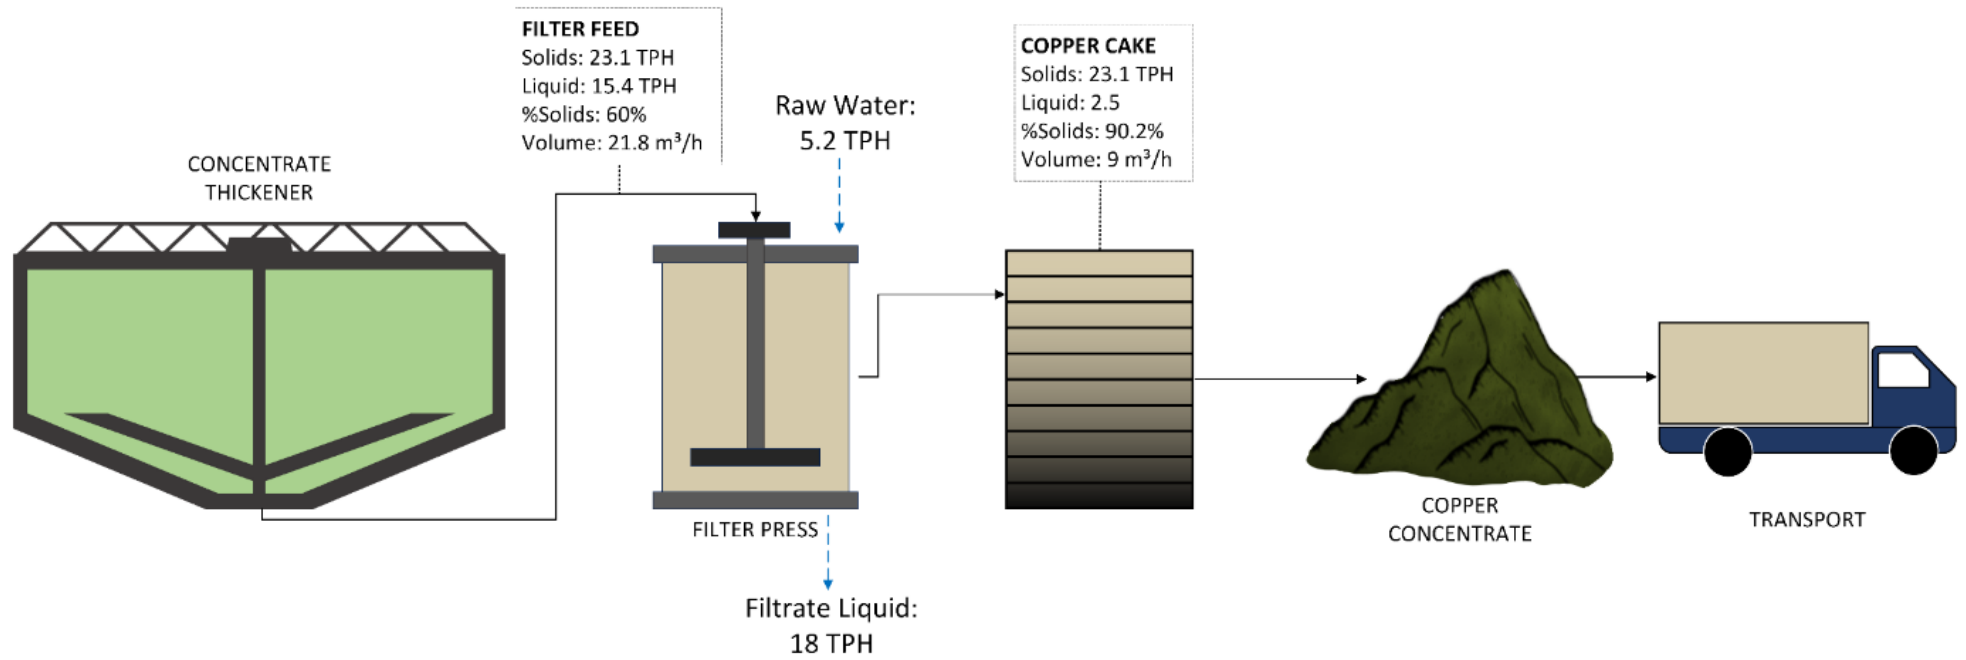 FILTER FEED
Solids: 23.1 TPH
Liquid: 15.4 TPH
%Solids: 60%
Volume: 21.8 m³/h
COPPER CAKE
Solids: 23.1 TPH
Liquid: 2.5
%Solids: 90.2%
Volume: 9 m³/h
Raw Water:
5.2 TPH
CONCENTRATE
THICKENER
FILTER PRESS
COPPER
CONCENTRATE
TRANSPORT
Filtrate Liquid:
18 TPH